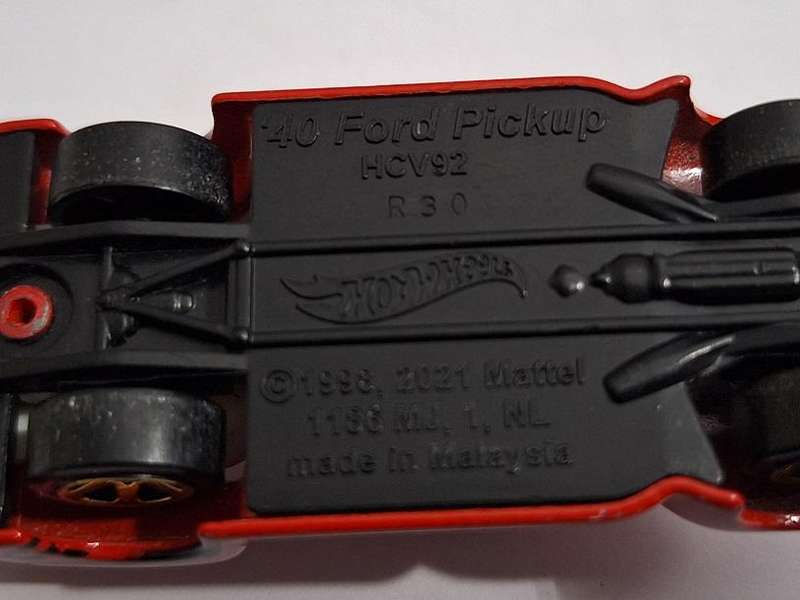 '40 Ford Pickup
HCV92
R30
HOT WHEELS
©1998, 2021 Mattel
1186 MJ, 1, NL
made in Malaysia